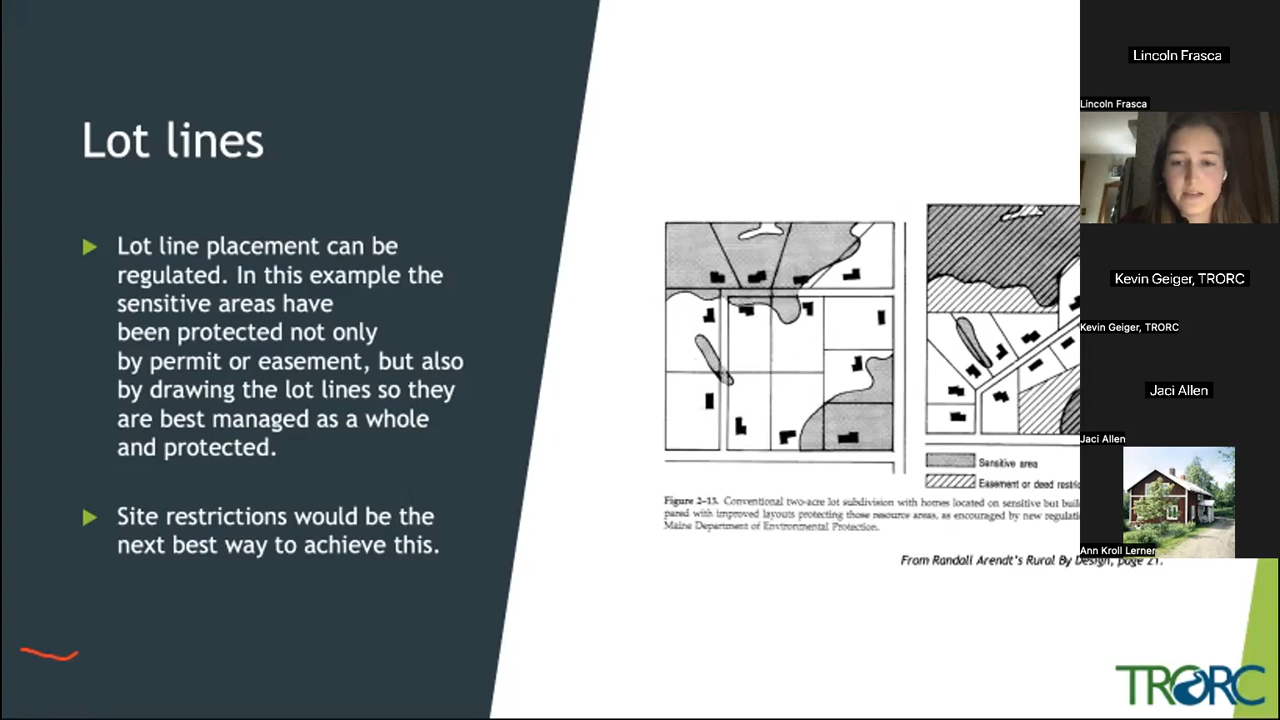 Lot lines
Lot line placement can be
regulated. In this example the
sensitive areas have
been protected not only
by permit or easement, but also
by drawing the lot lines so they
are best managed as a whole
and protected.
Site restrictions would be the
next best way to achieve this.
Sensitive area
Easement or deed
Figure 2–13. Conventional two-acre lot subdivision with homes located on sensitive but
pared with improved layouts protecting those resource areas, as encouraged by new
Maine Department of Environmental Protection.
From Randall Arendt's Rural By Design, page 21.
TRORC
Lincoln Frasca
Lincoln Frasca
Kevin Geiger, TRORC
Kevin Geiger, TRORC
Jaci Allen
Jaci Allen
Ann Kroll Lerner